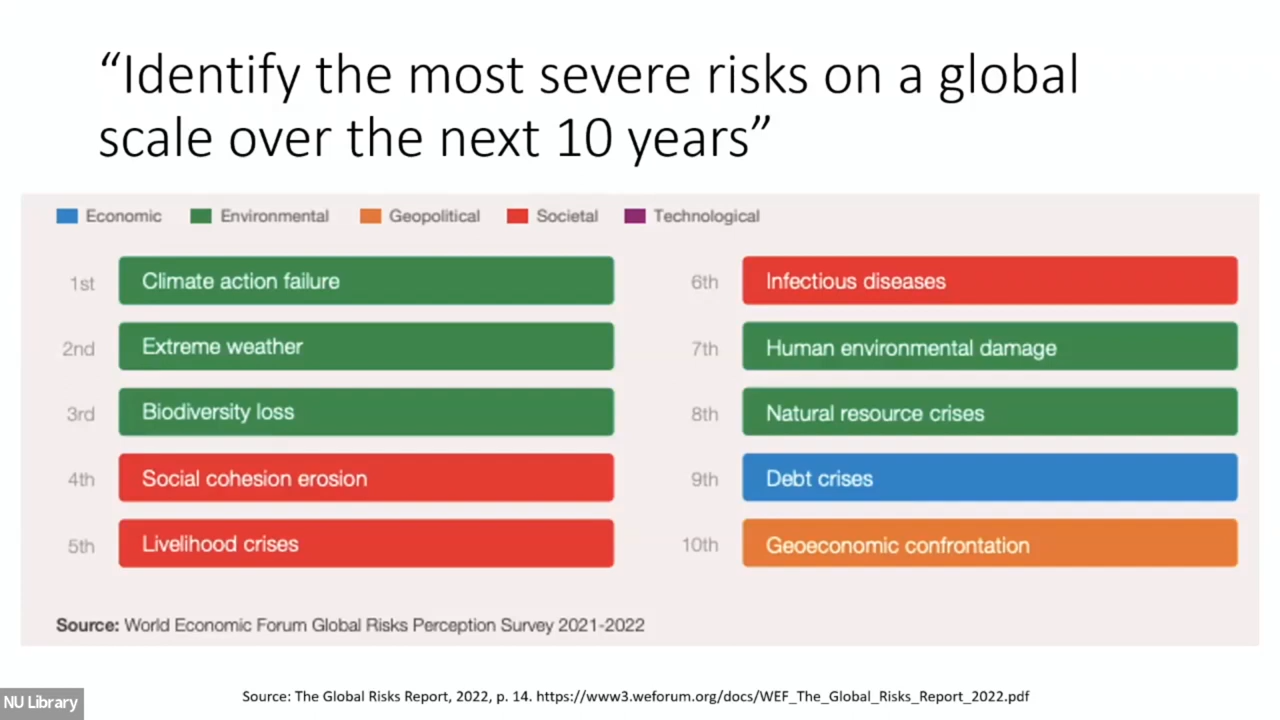 “Identify the most severe risks on a global
scale over the next 10 years”
Economic Environmental Geopolitical Societal Technological
1st Climate action failure
2nd Extreme weather
3rd Biodiversity loss
4th Social cohesion erosion
5th Livelihood crises
6th Infectious diseases
7th Human environmental damage
8th Natural resource crises
9th Debt crises
10th Geoeconomic confrontation
Source: World Economic Forum Global Risks Perception Survey 2021-2022
Source: The Global Risks Report, 2022, p. 14. https://www3.weforum.org/docs/WEF_The_Global_Risks_Report_2022.pdf
NU Library